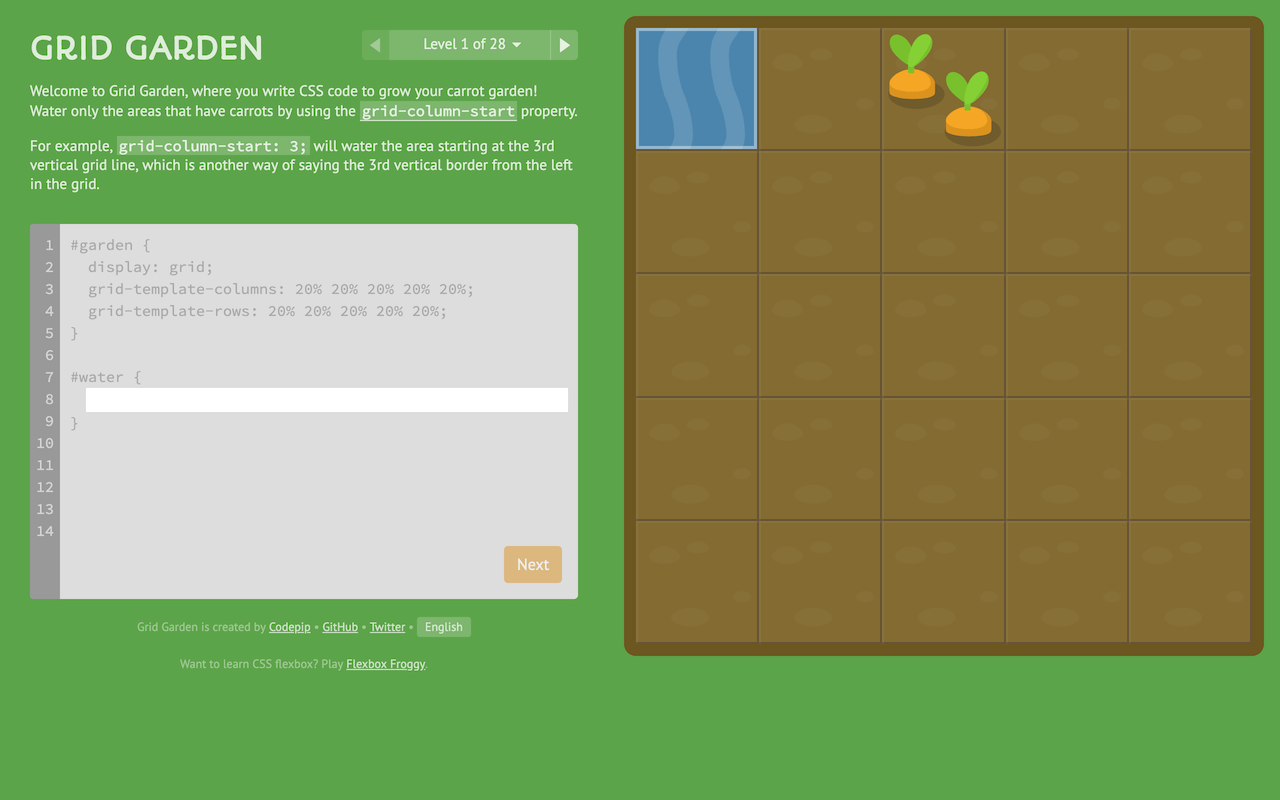 GRID GARDEN
Level 1 of 28
Welcome to Grid Garden, where you write CSS code to grow your carrot garden!
Water only the areas that have carrots by using the grid-column-start property.
For example, grid-column-start: 3; will water the area starting at the 3rd
vertical grid line, which is another way of saying the 3rd vertical border from the left
in the grid.
1 #garden {
2 display: grid;
3 grid-template-columns: 20% 20% 20% 20% 20%;
4 grid-template-rows: 20% 20% 20% 20% 20%;
5 }
6
7 #water {
8
9 }
10
11
12
13
14
Next
Grid Garden is created by Codepip • GitHub • Twitter • English
Want to learn CSS flexbox? Play Flexbox Froggy.